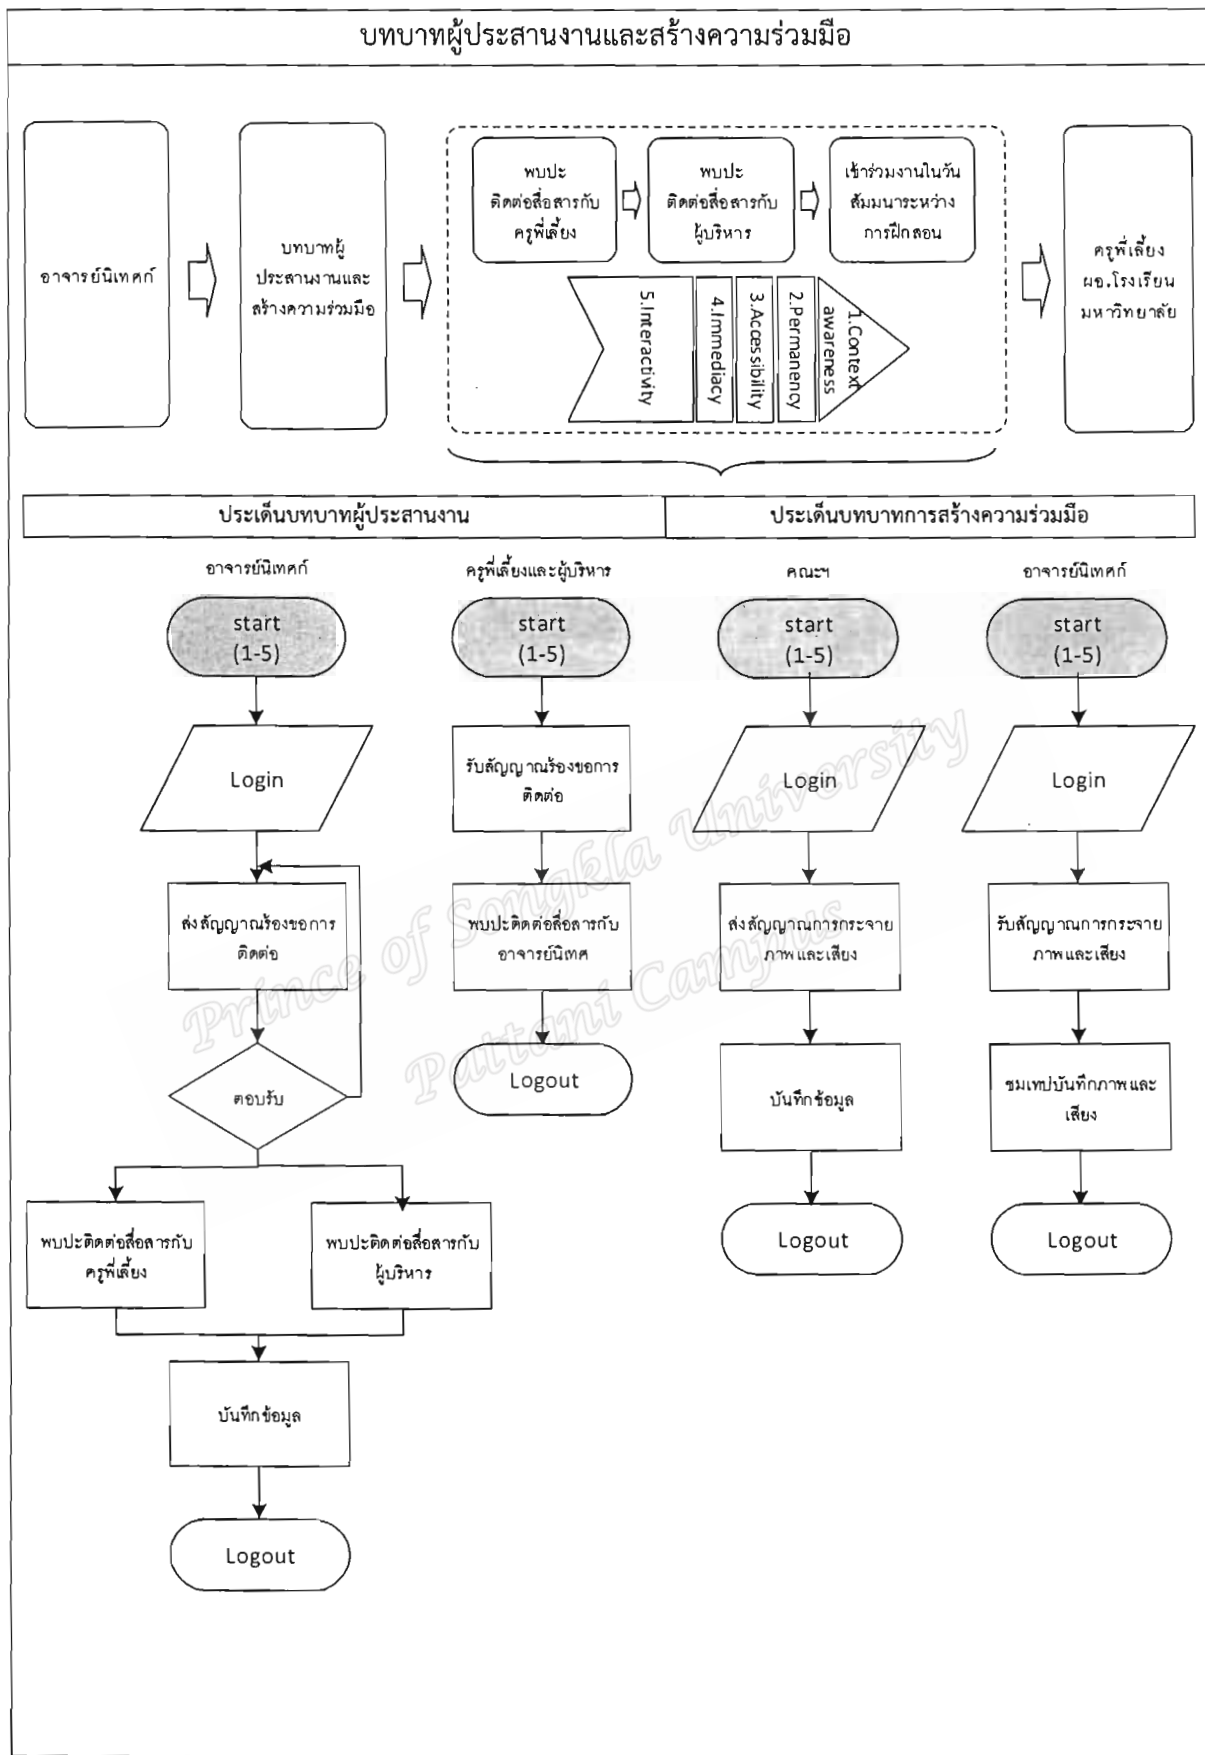 บทบาทผู้ประสานงานและสร้างความร่วมมือ
อาจารย์นิเทศก์
บทบาทผู้
ประสานงานและ
สร้างความร่วมมือ
พบปะ
ติดต่อสื่อสารกับ
ครูพี่เลี้ยง
พบปะ
ติดต่อสื่อสารกับ
ผู้บริหาร
เข้าร่วมงานในวัน
สัมมนาระหว่าง
การฝึกสอน
5.Interactivity
4.Immediacy
3.Accessibility
2.Permanency
1.Context
awareness
ครูพี่เลี้ยง
ผอ.โรงเรียน
มหาวิทยาลัย
ประเด็นบทบาทผู้ประสานงาน
ประเด็นบทบาทการสร้างความร่วมมือ
อาจารย์นิเทศก์
start
(1-5)
Login
ส่งสัญญาณร้องขอการ
ติดต่อ
ตอบรับ
พบปะติดต่อสื่อสารกับ
ครูพี่เลี้ยง
พบปะติดต่อสื่อสารกับ
ผู้บริหาร
บันทึกข้อมูล
Logout
ครูพี่เลี้ยงและผู้บริหาร
start
(1-5)
รับสัญญาณร้องขอการ
ติดต่อ
พบปะติดต่อสื่อสารกับ
อาจารย์นิเทศ
Logout
คณะฯ
start
(1-5)
Login
ส่งสัญญาณการกระจาย
ภาพและเสียง
บันทึกข้อมูล
Logout
อาจารย์นิเทศก์
start
(1-5)
Login
รับสัญญาณการกระจาย
ภาพและเสียง
ชมเทปบันทึกภาพและ
เสียง
Logout
Prince of Songkla University
Pattani Campus